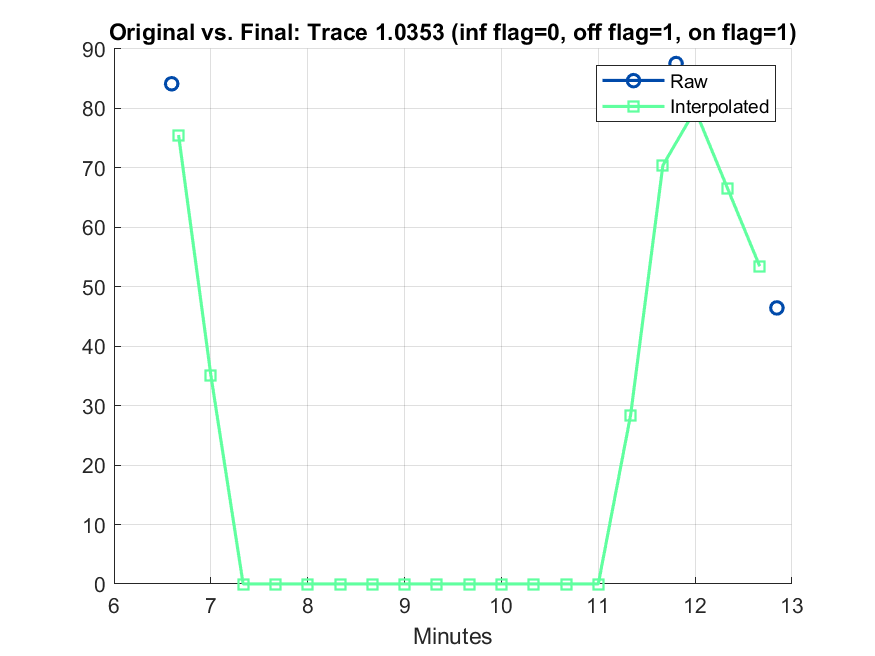 Original vs. Final: Trace 1.0353 (inf flag=0, off flag=1, on flag=1)
90
80
70
60
50
40
30
20
10
0
Raw
Interpolated
6 7 8 9 10 11 12 13
Minutes